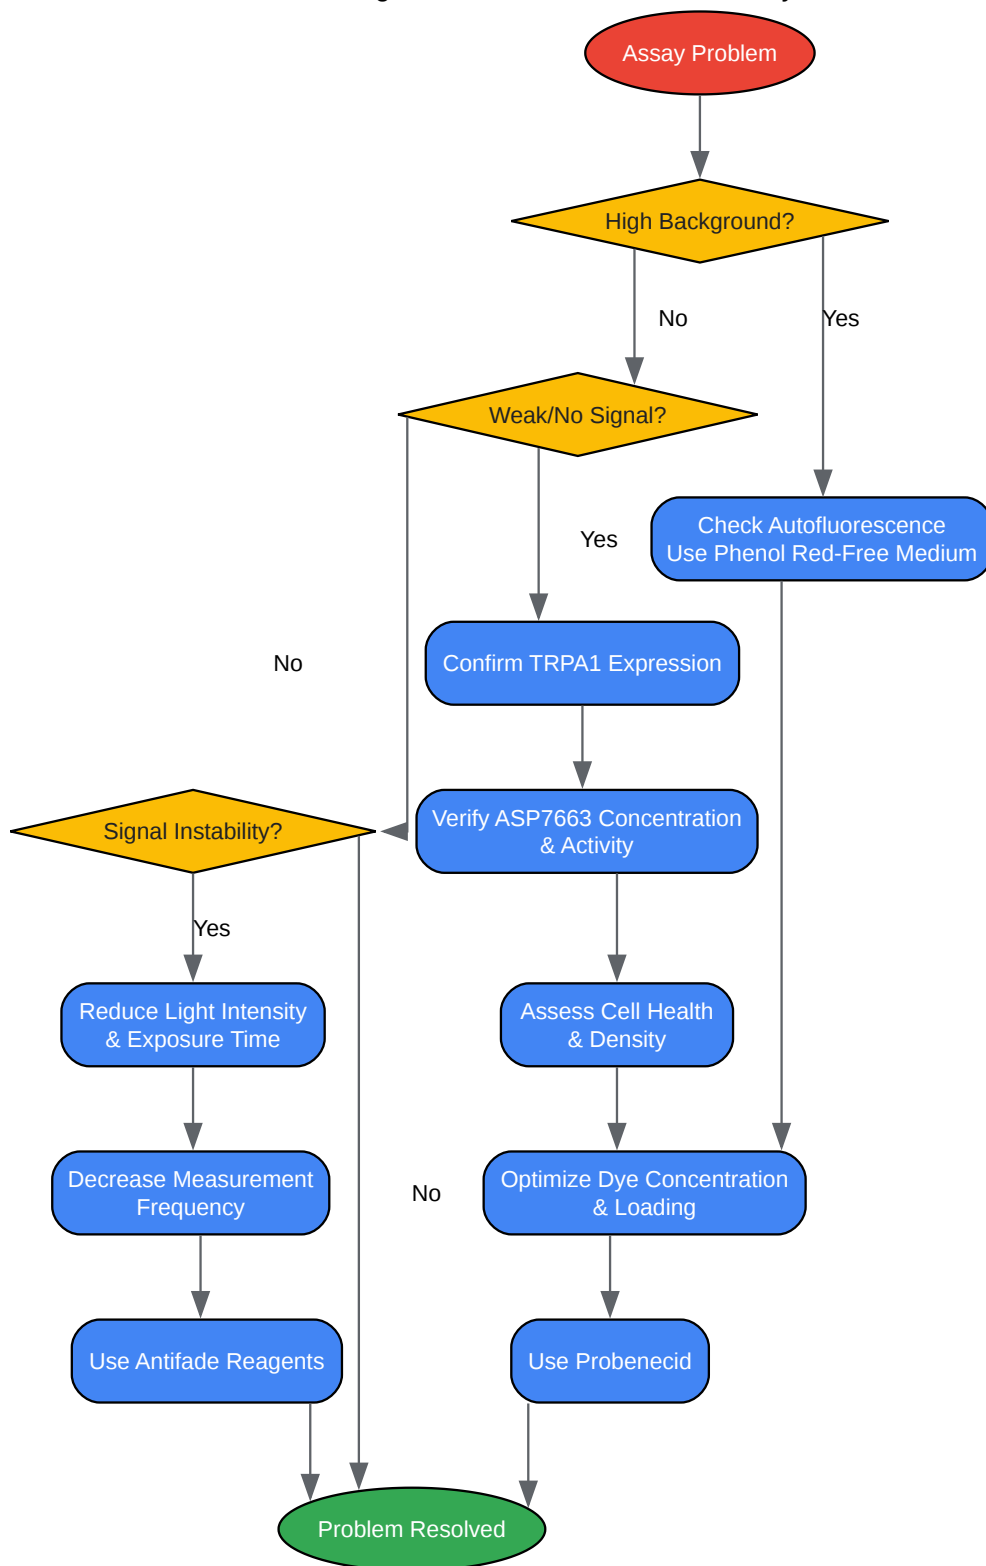 Assay Problem
High Background?
No
Yes
Weak/No Signal?
Check Autofluorescence
Use Phenol Red-Free Medium
Yes
No
Confirm TRPA1 Expression
Verify ASP7663 Concentration
& Activity
Signal Instability?
Yes
Reduce Light Intensity
& Exposure Time
Assess Cell Health
& Density
Decrease Measurement
Frequency
No
Optimize Dye Concentration
& Loading
Use Antifade Reagents
Use Probenecid
Problem Resolved